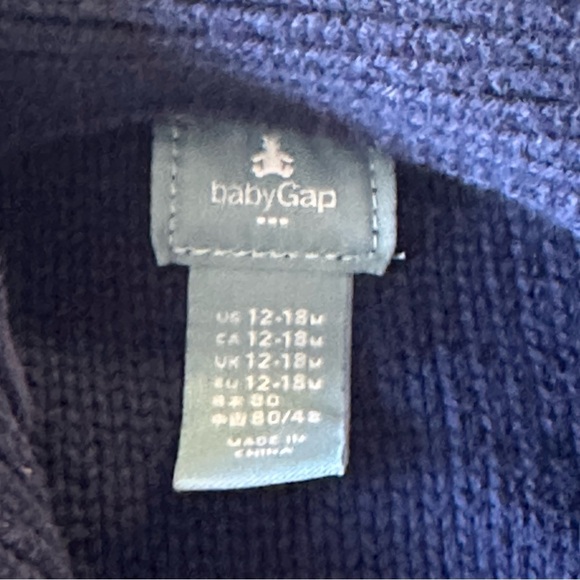 babyGap
US 12-18M
CA 12-18M
UK 12-18M
EU 12-18M
日本 80
中国 80/48
MADE IN
CHINA